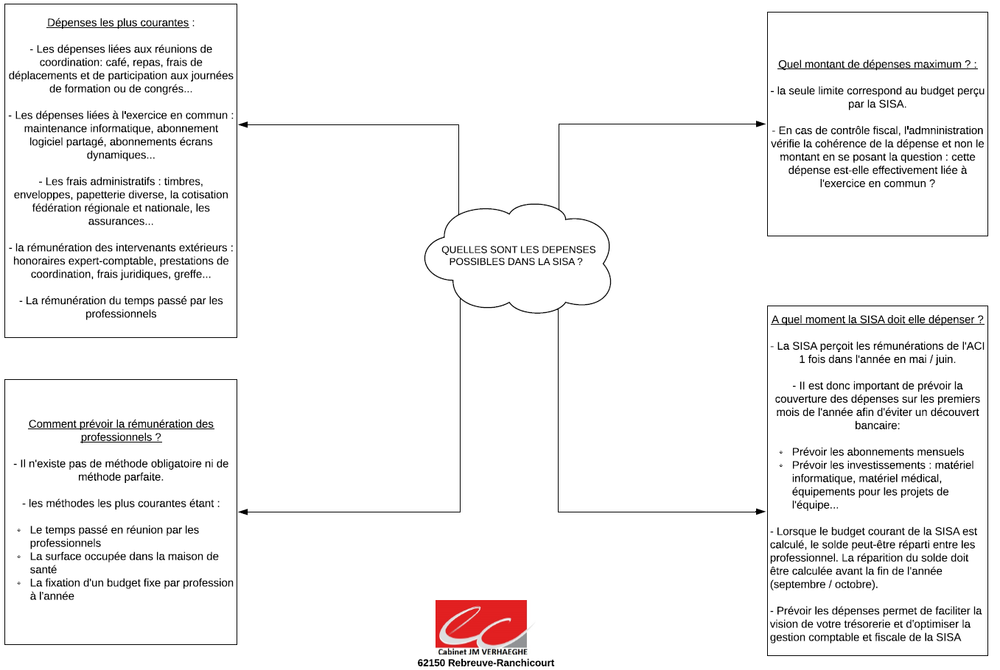 Dépenses les plus courantes :
- Les dépenses liées aux réunions de
coordination: café, repas, frais de
déplacements et de participation aux journées
de formation ou de congrés...
- Les dépenses liées à l'exercice en commun :
maintenance informatique, abonnement
logiciel partagé, abonnements écrans
dynamiques...
- Les frais administratifs : timbres,
enveloppes, papetterie diverse, la cotisation
fédération régionale et nationale, les
assurances...
- la rémunération des intervenants extérieurs :
honoraires expert-comptable, prestations de
coordination, frais juridiques, greffe...
- La rémunération du temps passé par les
professionnels
Quel montant de dépenses maximum ? :
- la seule limite correspond au budget perçu
par la SISA.
- En cas de contrôle fiscal, l'admninistration
vérifie la cohérence de la dépense et non le
montant en se posant la question : cette
dépense est-elle effectivement liée à
l'exercice en commun ?
QUELLES SONT LES DEPENSES
POSSIBLES DANS LA SISA ?
Comment prévoir la rémunération des
professionnels ?
- Il n'existe pas de méthode obligatoire ni de
méthode parfaite.
- les méthodes les plus courantes étant :
◦ Le temps passé en réunion par les
professionnels
◦ La surface occupée dans la maison de
santé
◦ La fixation d'un budget fixe par profession
à l'année
A quel moment la SISA doit elle dépenser ?
- La SISA perçoit les rémunérations de l'ACI
1 fois dans l'année en mai / juin.
- Il est donc important de prévoir la
couverture des dépenses sur les premiers
mois de l'année afin d'éviter un découvert
bancaire:
◦ Prévoir les abonnements mensuels
◦ Prévoir les investissements : matériel
informatique, matériel médical,
équipements pour les projets de
l'équipe...
- Lorsque le budget courant de la SISA est
calculé, le solde peut-être réparti entre les
professionnel. La réparition du solde doit
être calculée avant la fin de l'année
(septembre / octobre).
- Prévoir les dépenses permet de faciliter la
vision de votre trésorerie et d'optimiser la
gestion comptable et fiscale de la SISA
Cabinet JM VERHAEGHE
62150 Rebreuve-Ranchicourt